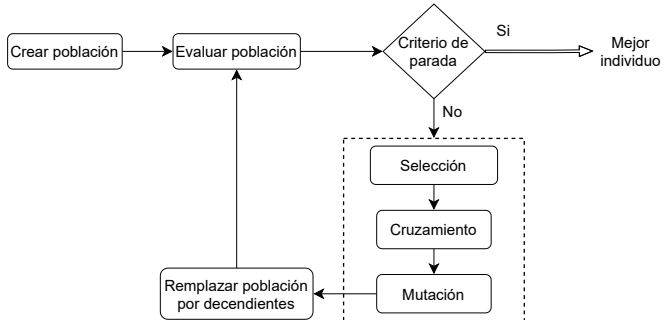 Crear población
Evaluar población
Criterio de
parada
Si
Mejor
individuo
No
Selección
Cruzamiento
Mutación
Remplazar población
por decendientes